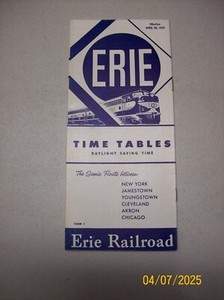 Effective
ERIE
TIME TABLES
DAYLIGHT SAVING TIME
The Scenic Route between
NEW YORK
JAMESTOWN
YOUNGSTOWN
CLEVELAND
AKRON
CHICAGO
Erie Railroad
04/07/2025